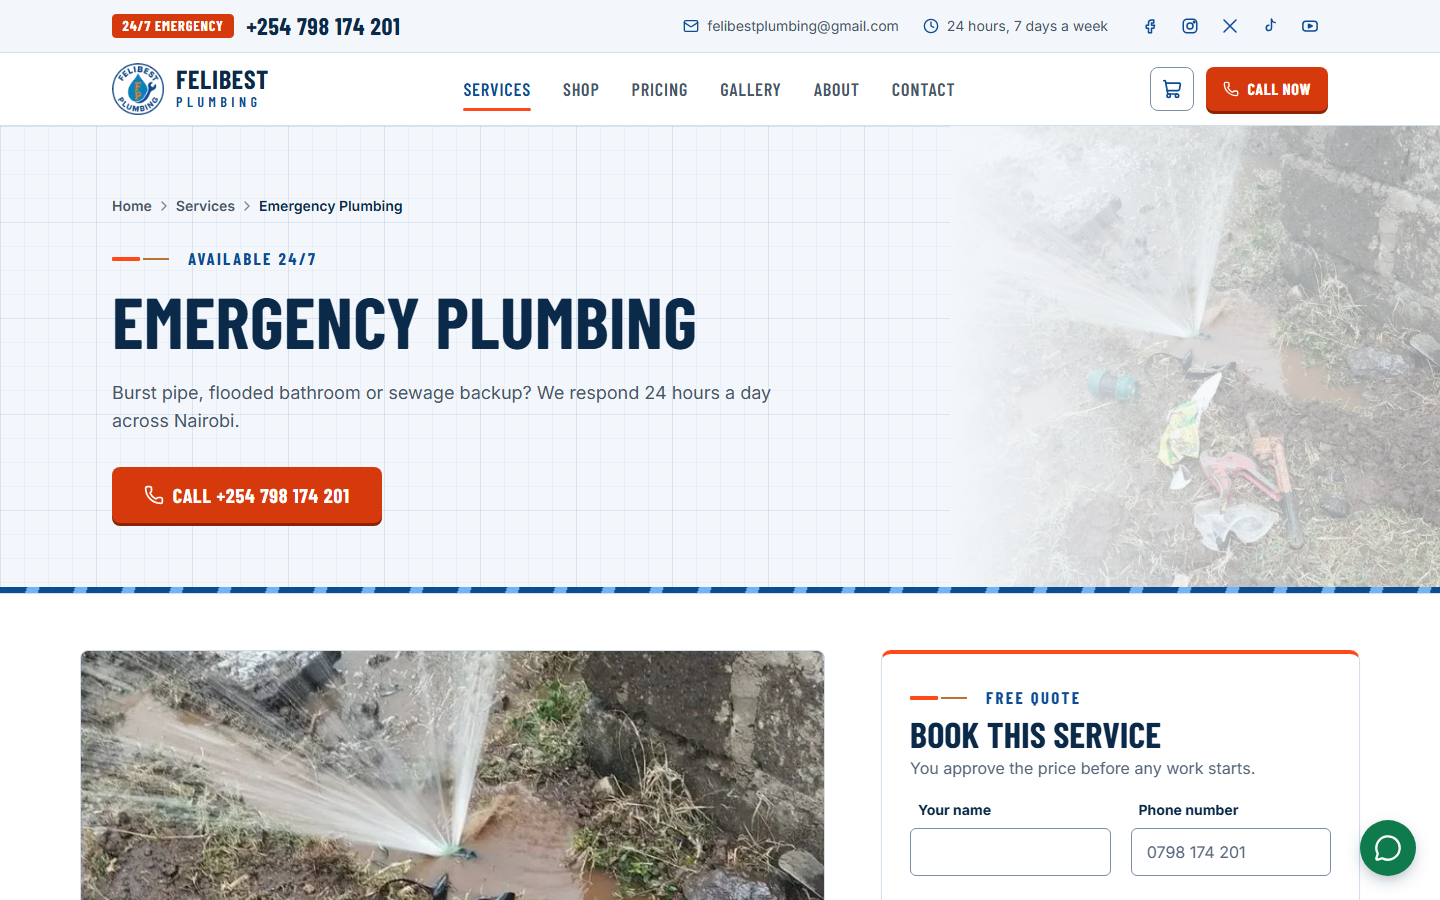 24/7 EMERGENCY +254 798 174 201 felibestplumbing@gmail.com 24 hours, 7 days a week
FELIBEST PLUMBING
FELIBEST
PLUMBING
SERVICES SHOP PRICING GALLERY ABOUT CONTACT CALL NOW
Home > Services > Emergency Plumbing
AVAILABLE 24/7
EMERGENCY PLUMBING
Burst pipe, flooded bathroom or sewage backup? We respond 24 hours a day
across Nairobi.
CALL +254 798 174 201
FREE QUOTE
BOOK THIS SERVICE
You approve the price before any work starts.
Your name Phone number
0798 174 201